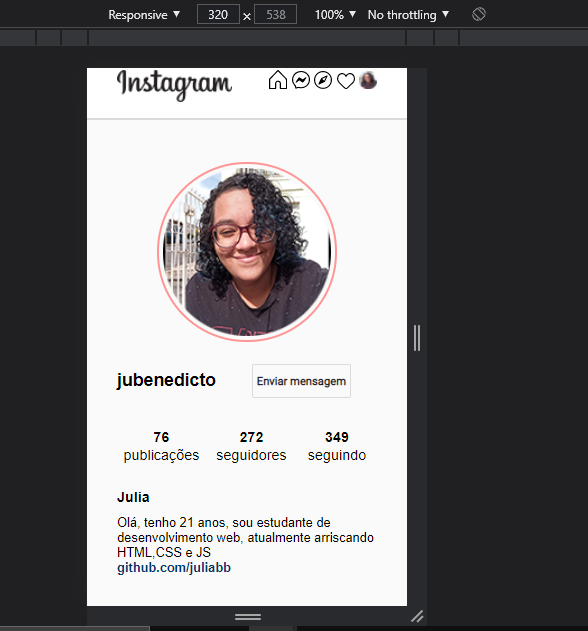 Responsive ▼ 320 × 538 100% ▼ No throttling ▼
Instagram
jubenedicto
Enviar mensagem
76 272 349
publicações seguidores seguindo
Julia
Olá, tenho 21 anos, sou estudante de
desenvolvimento web, atualmente arriscando
HTML,CSS e JS
github.com/juliabb